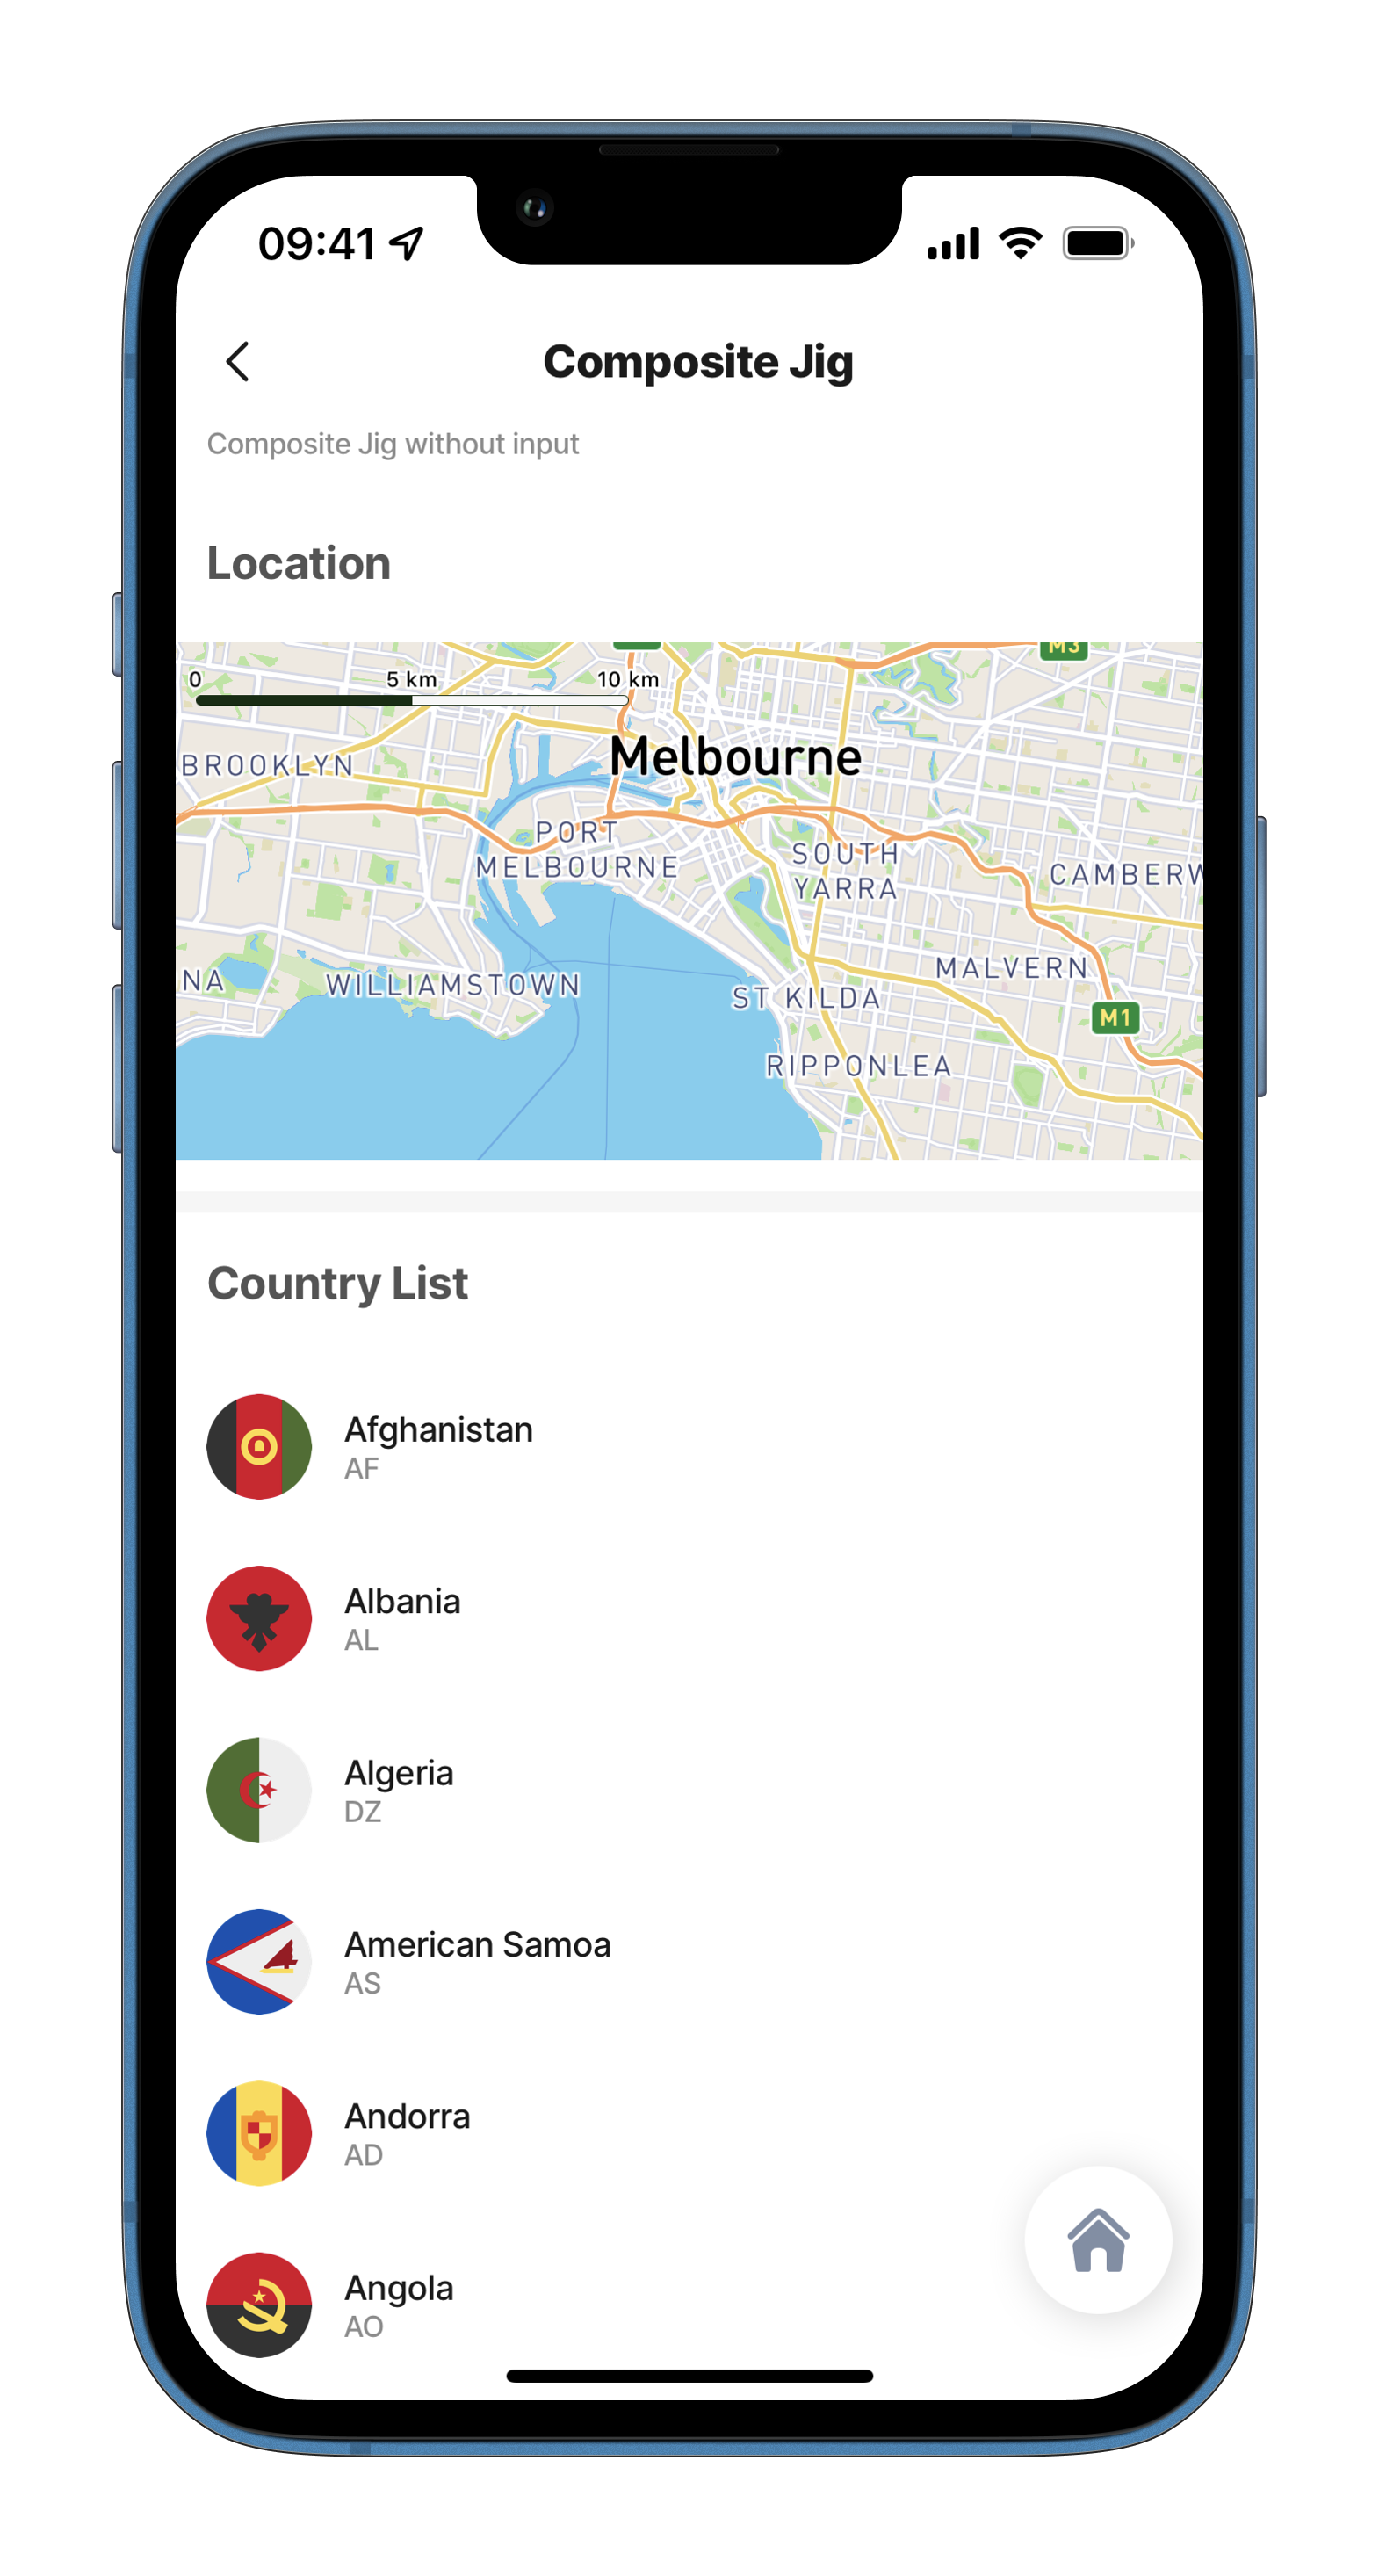 09:41
Composite Jig
Composite Jig without input
Location
M3
0 5 km 10 km
Melbourne
BROOKLYN
PORT
MELBOURNE
SOUTH
YARRA
CAMBERW
NA
WILLIAMSTOWN
MALVERN
ST KILDA
M1
RIPPONLEA
Country List
Afghanistan
AF
Albania
AL
Algeria
DZ
American Samoa
AS
Andorra
AD
Angola
AO